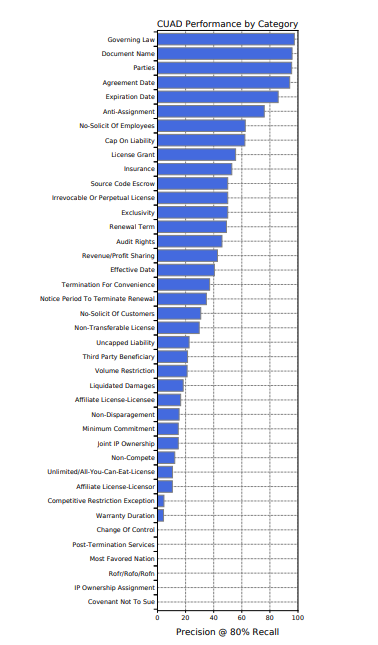 CUAD Performance by Category
Governing Law
Document Name
Parties
Agreement Date
Expiration Date
Anti-Assignment
No-Solicit Of Employees
Cap On Liability
License Grant
Insurance
Source Code Escrow
Irrevocable Or Perpetual License
Exclusivity
Renewal Term
Audit Rights
Revenue/Profit Sharing
Effective Date
Termination For Convenience
Notice Period To Terminate Renewal
No-Solicit Of Customers
Non-Transferable License
Uncapped Liability
Third Party Beneficiary
Volume Restriction
Liquidated Damages
Affiliate License-Licensee
Non-Disparagement
Minimum Commitment
Joint IP Ownership
Non-Compete
Unlimited/All-You-Can-Eat-License
Affiliate License-Licensor
Competitive Restriction Exception
Warranty Duration
Change Of Control
Post-Termination Services
Most Favored Nation
Rofr/Rofo/Rofn
IP Ownership Assignment
Covenant Not To Sue
0 20 40 60 80 100
Precision @ 80% Recall